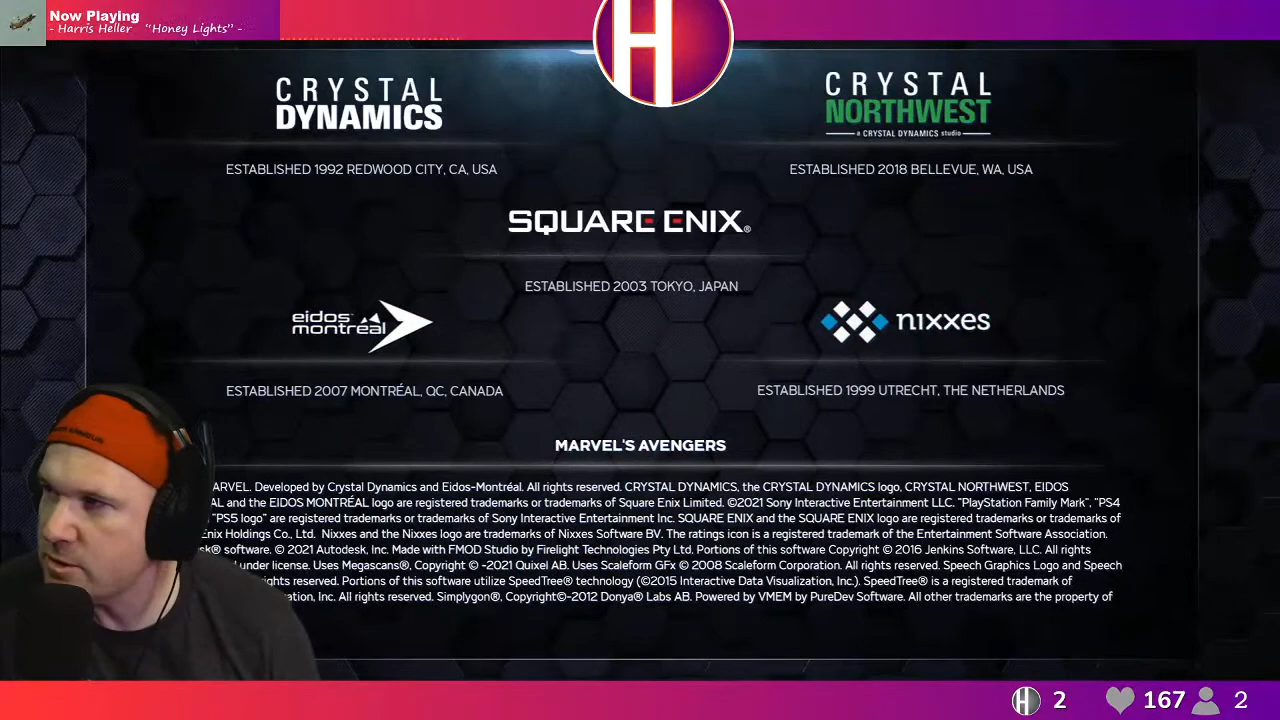 Now Playing
- Harris Heller “Honey Lights” -
H
CRYSTAL
DYNAMICS
CRYSTAL
NORTHWEST
a CRYSTAL DYNAMICS studio
ESTABLISHED 1992 REDWOOD CITY, CA, USA
ESTABLISHED 2018 BELLEVUE, WA, USA
SQUARE ENIX®
ESTABLISHED 2003 TOKYO, JAPAN
eidos
montréal
nixxes
ESTABLISHED 2007 MONTRÉAL, QC, CANADA
ESTABLISHED 1999 UTRECHT, THE NETHERLANDS
MARVEL'S AVENGERS
ARVEL. Developed by Crystal Dynamics and Eidos-Montréal. All rights reserved. CRYSTAL DYNAMICS, the CRYSTAL DYNAMICS logo, CRYSTAL NORTHWEST, EIDOS
AL and the EIDOS MONTRÉAL logo are registered trademarks or trademarks of Square Enix Limited. ©2021 Sony Interactive Entertainment LLC. "PlayStation Family Mark", "PS4
"PS5 logo" are registered trademarks or trademarks of Sony Interactive Entertainment Inc. SQUARE ENIX and the SQUARE ENIX logo are registered trademarks or trademarks of
Enix Holdings Co., Ltd. Nixxes and the Nixxes logo are trademarks of Nixxes Software BV. The ratings icon is a registered trademark of the Entertainment Software Association.
sk® software. © 2021 Autodesk, Inc. Made with FMOD Studio by Firelight Technologies Pty Ltd. Portions of this software Copyright © 2016 Jenkins Software, LLC. All rights
d under license. Uses Megascans®, Copyright © -2021 Quixel AB. Uses Scaleform GFx © 2008 Scaleform Corporation. All rights reserved. Speech Graphics Logo and Speech
ghts reserved. Portions of this software utilize SpeedTree® technology (©2015 Interactive Data Visualization, Inc.). SpeedTree® is a registered trademark of
ation, Inc. All rights reserved. Simplygon®, Copyright©-2012 Donya® Labs AB. Powered by VMEM by PureDev Software. All other trademarks are the property of
H 2 167 2